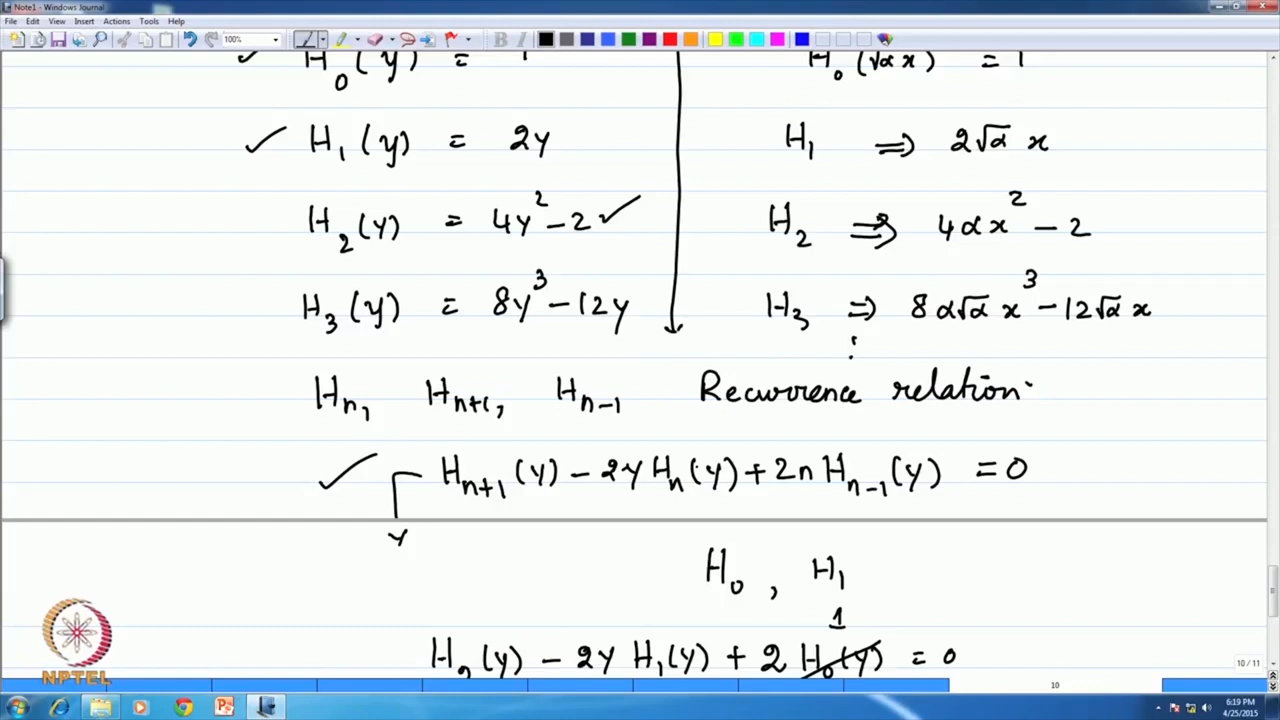 Note1 - Windows Journal
File Edit View Insert Actions Tools Help
100%
H₀(y) = 1 H₀(√α x) = 1
H₁(y) = 2y H₁ ⇒ 2√α x
H₂(y) = 4y² - 2 H₂ ⇒ 4αx² - 2
H₃(y) = 8y³ - 12y H₃ ⇒ 8α√α x³ - 12√α x
Hₙ, Hₙ₊₁, Hₙ₋₁ Recurrence relation.
Hₙ₊₁(y) - 2y Hₙ(y) + 2n Hₙ₋₁(y) = 0
H₀, H₁
1
H₂(y) - 2y H₁(y) + 2 H₀(y) = 0
NPTEL
10 / 11
10
6:19 PM
4/25/2015